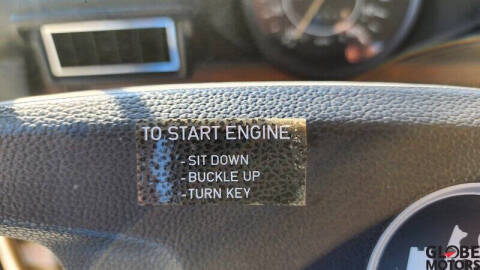 TO START ENGINE
-SIT DOWN
-BUCKLE UP
-TURN KEY
GLOBE
MOTORS